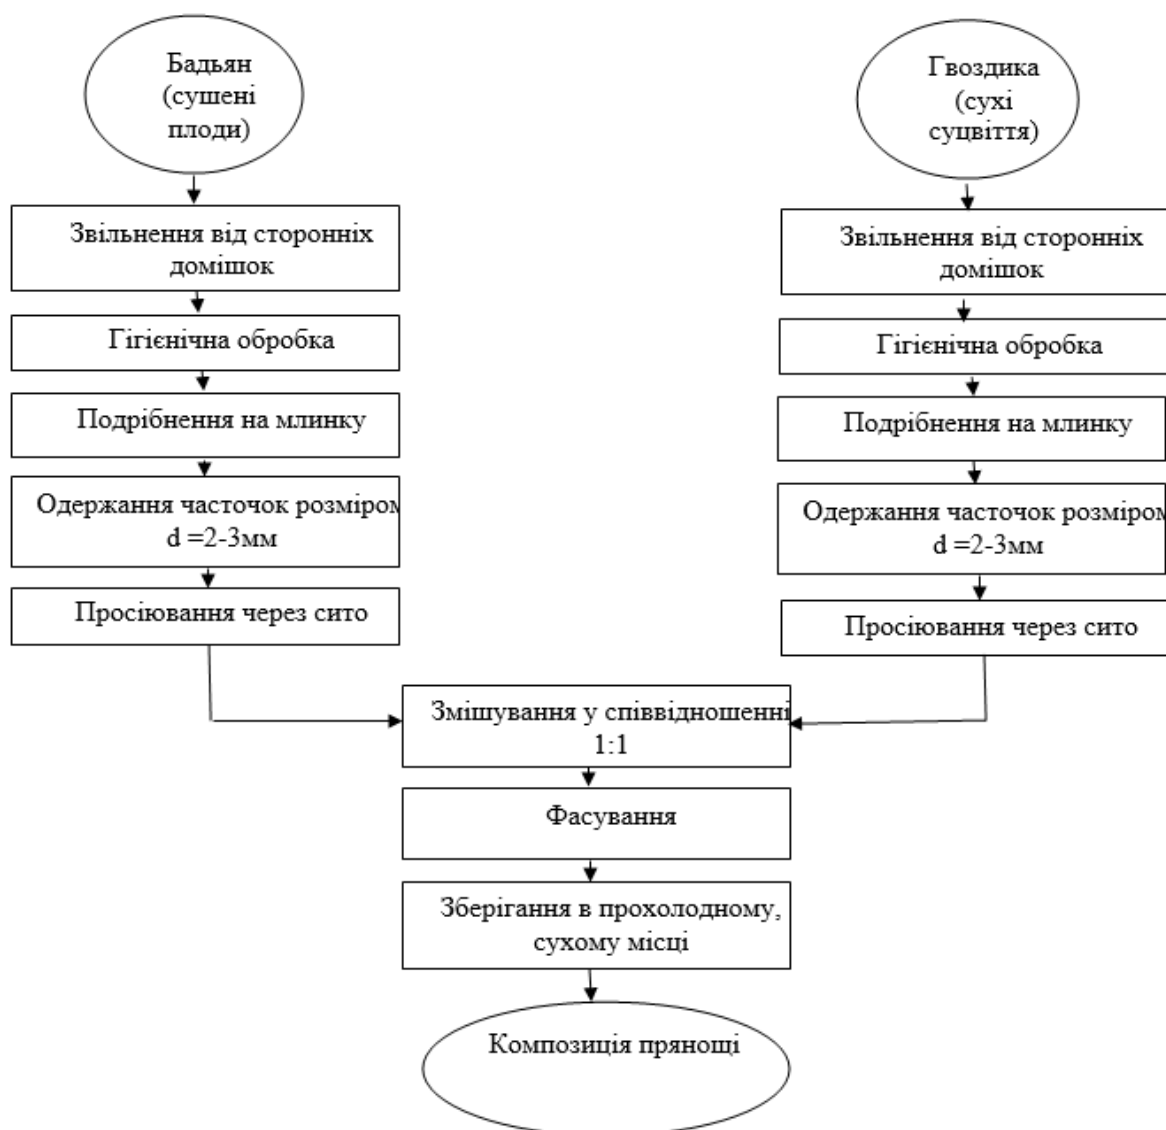 Бадьян
(сушені
плоди)
Звільнення від сторонніх
домішок
Гігієнічна обробка
Подрібнення на млинку
Одержання часточок розміром
d =2-3мм
Просіювання через сито
Гвоздика
(сухі
суцвіття)
Звільнення від сторонніх
домішок
Гігієнічна обробка
Подрібнення на млинку
Одержання часточок розміром
d =2-3мм
Просіювання через сито
Змішування у співвідношенні
1:1
Фасування
Зберігання в прохолодному,
сухому місці
Композиція прянощі